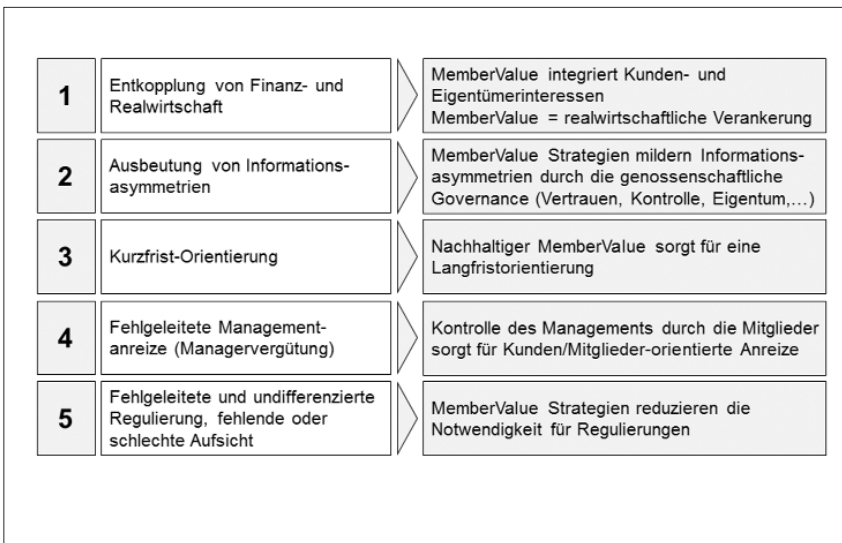 1
Entkopplung von Finanz- und
Realwirtschaft
MemberValue integriert Kunden- und
Eigentümerinteressen
MemberValue = realwirtschaftliche Verankerung
2
Ausbeutung von Informations-
asymmetrien
MemberValue Strategien mildern Informations-
asymmetrien durch die genossenschaftliche
Governance (Vertrauen, Kontrolle, Eigentum,…)
3
Kurzfrist-Orientierung
Nachhaltiger MemberValue sorgt für eine
Langfristorientierung
4
Fehlgeleitete Management-
anreize (Managervergütung)
Kontrolle des Managements durch die Mitglieder
sorgt für Kunden/Mitglieder-orientierte Anreize
5
Fehlgeleitete und undifferenzierte
Regulierung, fehlende oder
schlechte Aufsicht
MemberValue Strategien reduzieren die
Notwendigkeit für Regulierungen